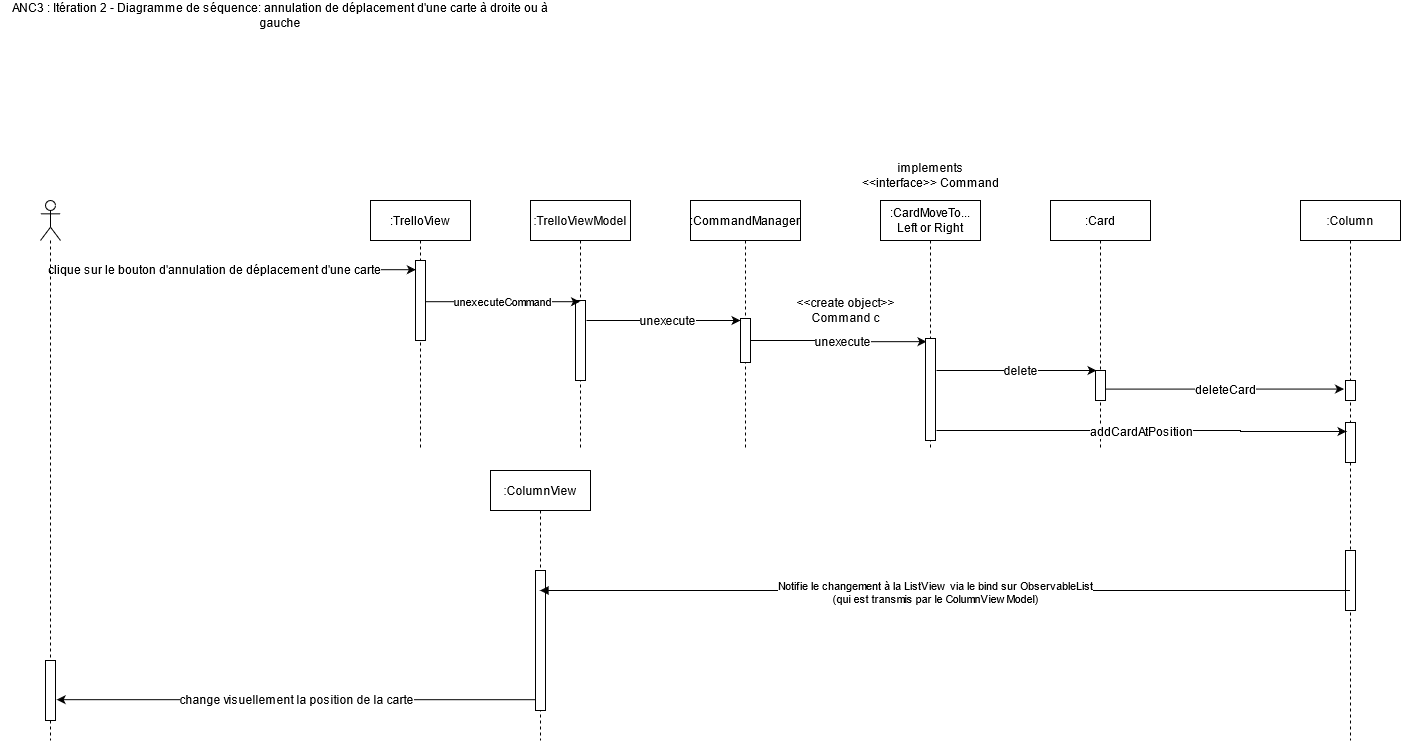 ANC3 : Itération 2 - Diagramme de séquence: annulation de déplacement d'une carte à droite ou à
gauche
implements
<<interface>> Command
:TrelloView
:TrelloViewModel
:CommandManager
:CardMoveTo...
Left or Right
:Card
:Column
clique sur le bouton d'annulation de déplacement d'une carte
unexecuteCommand
<<create object>>
Command c
unexecute
unexecute
delete
deleteCard
addCardAtPosition
:ColumnView
Notifie le changement à la ListView via le bind sur ObservableList
(qui est transmis par le ColumnViewModel)
change visuellement la position de la carte